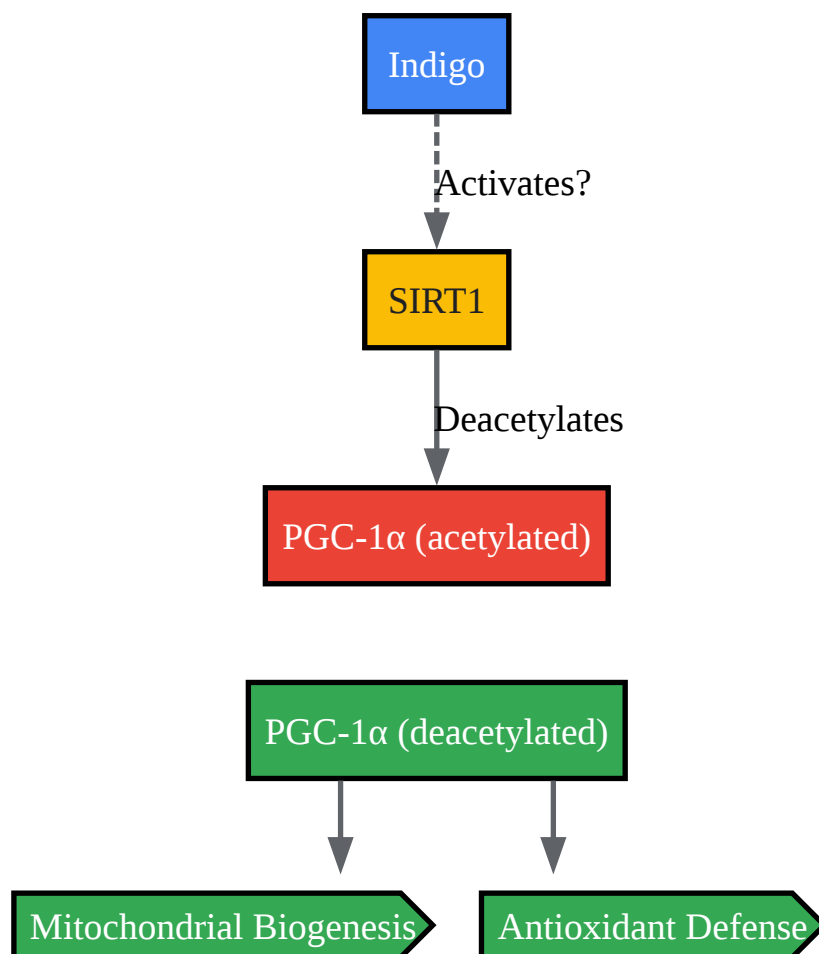 Indigo
Activates?
SIRT1
Deacetylates
PGC-1α (acetylated)
PGC-1α (deacetylated)
Mitochondrial Biogenesis
Antioxidant Defense